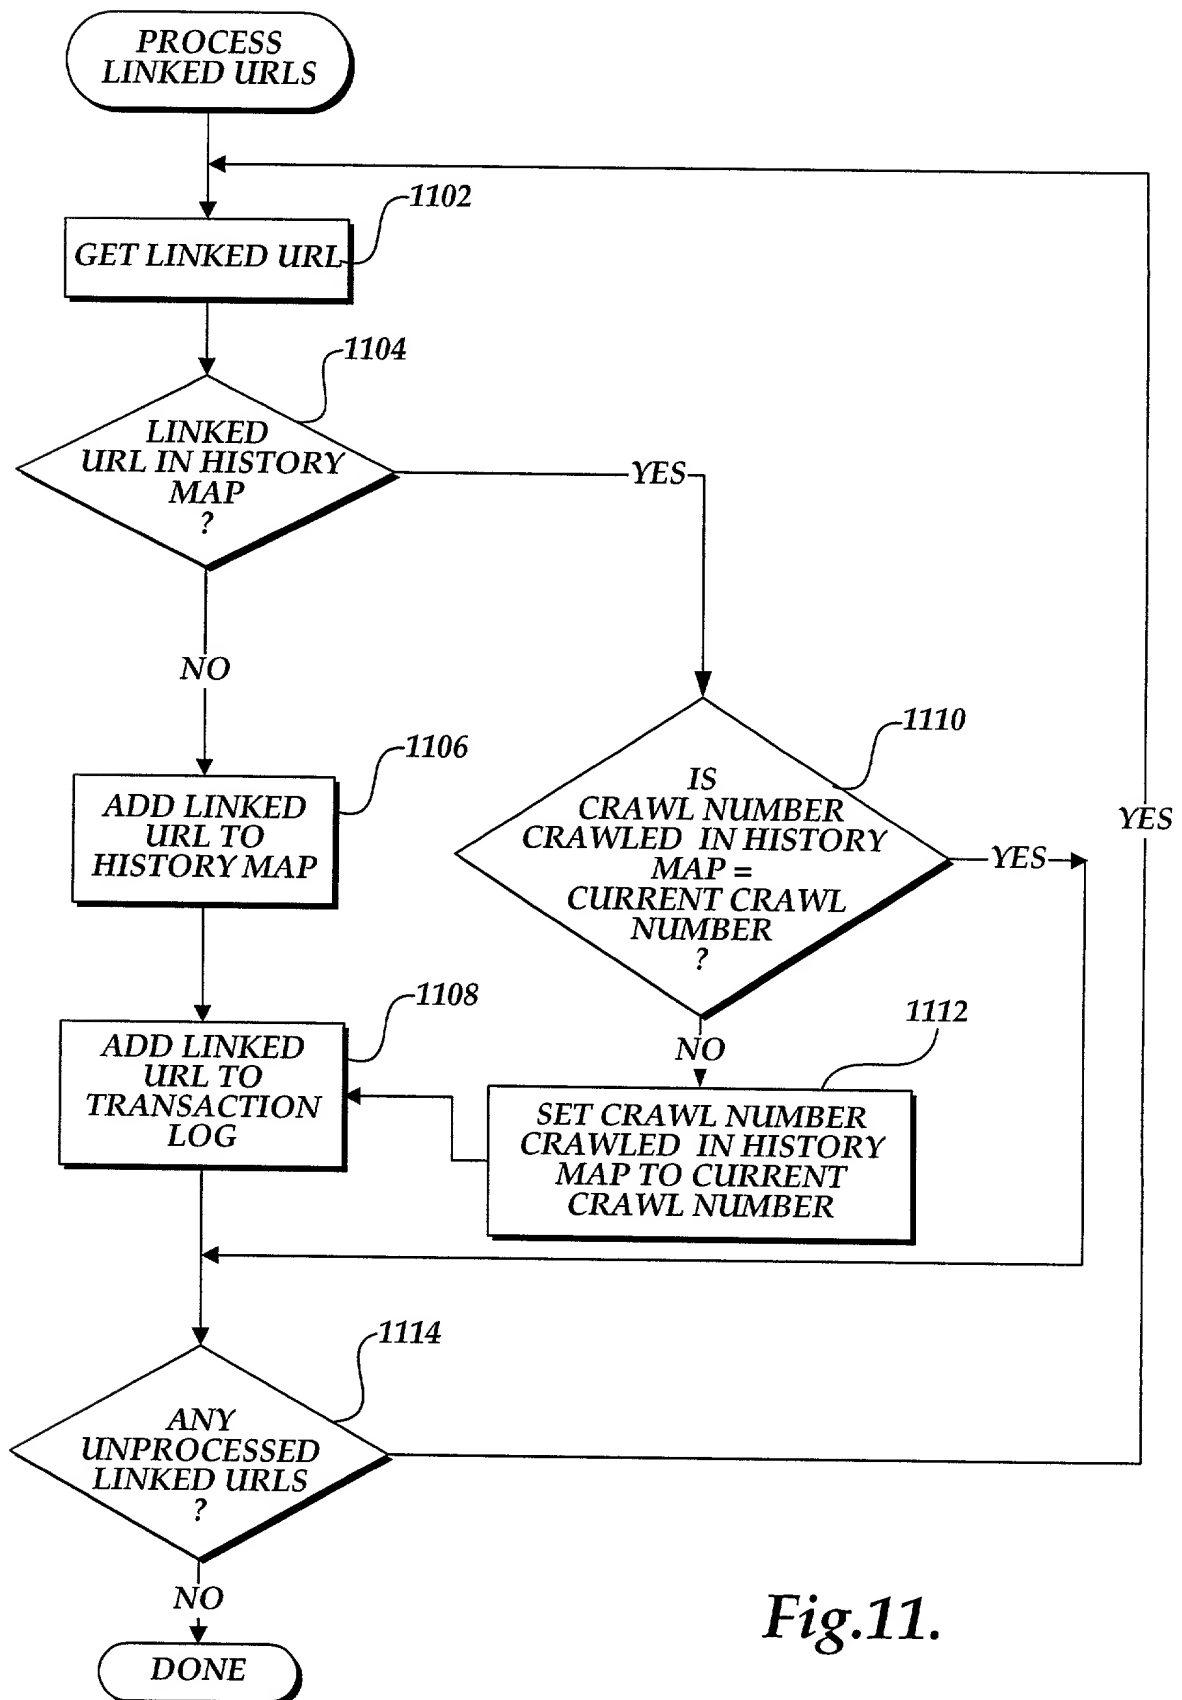 PROCESS
LINKED URLS
1102
GET LINKED URL
1104
LINKED
URL IN HISTORY
MAP
?
YES
NO
1106
ADD LINKED
URL TO
HISTORY MAP
1110
IS
CRAWL NUMBER
CRAWLED IN HISTORY
MAP =
CURRENT CRAWL
NUMBER
?
YES
YES
NO
1108
ADD LINKED
URL TO
TRANSACTION
LOG
1112
SET CRAWL NUMBER
CRAWLED IN HISTORY
MAP TO CURRENT
CRAWL NUMBER
1114
ANY
UNPROCESSED
LINKED URLS
?
NO
DONE
Fig.11.